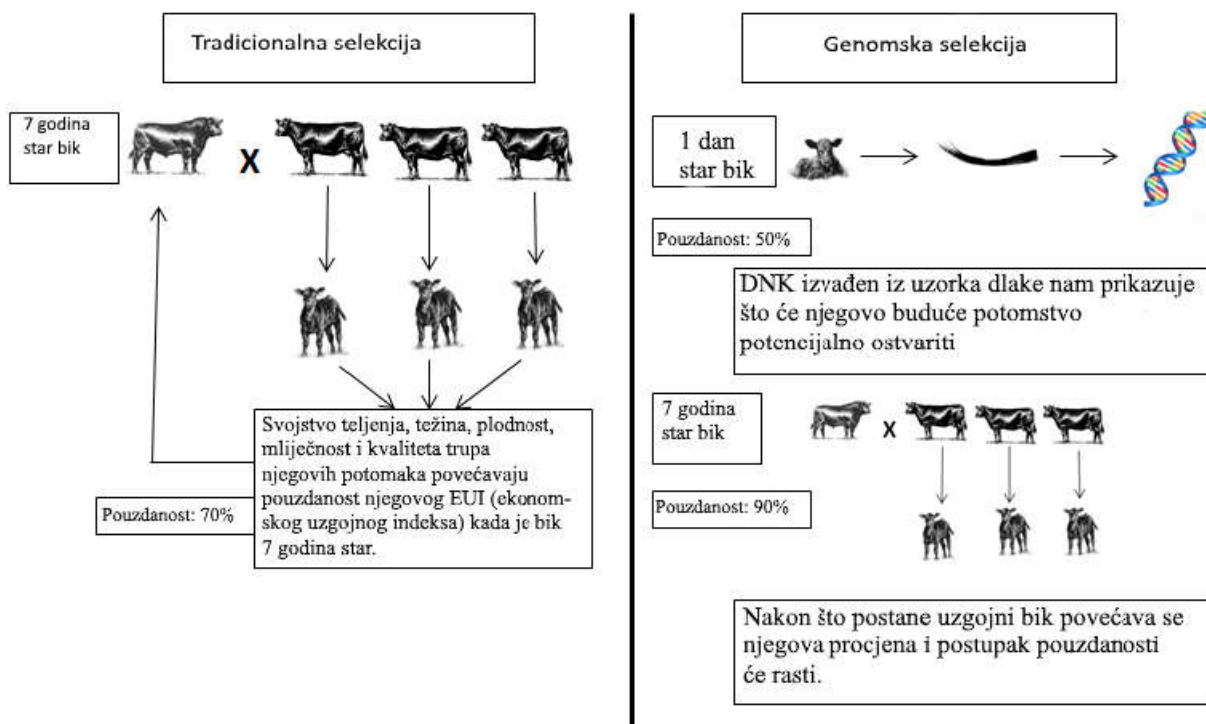 Tradicionalna selekcija
7 godina
star bik
X
Svojstvo teljenja, težina, plodnost,
mliječnost i kvaliteta trupa
njegovih potomaka povećavaju
pouzdanost njegovog EUI (ekonom-
skog uzgojnog indeksa) kada je bik
7 godina star.
Pouzdanost: 70%
Genomska selekcija
1 dan
star bik
Pouzdanost: 50%
DNK izvađen iz uzorka dlake nam prikazuje
što će njegovo buduće potomstvo
potencijalno ostvariti
7 godina
star bik
X
Pouzdanost: 90%
Nakon što postane uzgojni bik povećava se
njegova procjena i postupak pouzdanosti
će rasti.